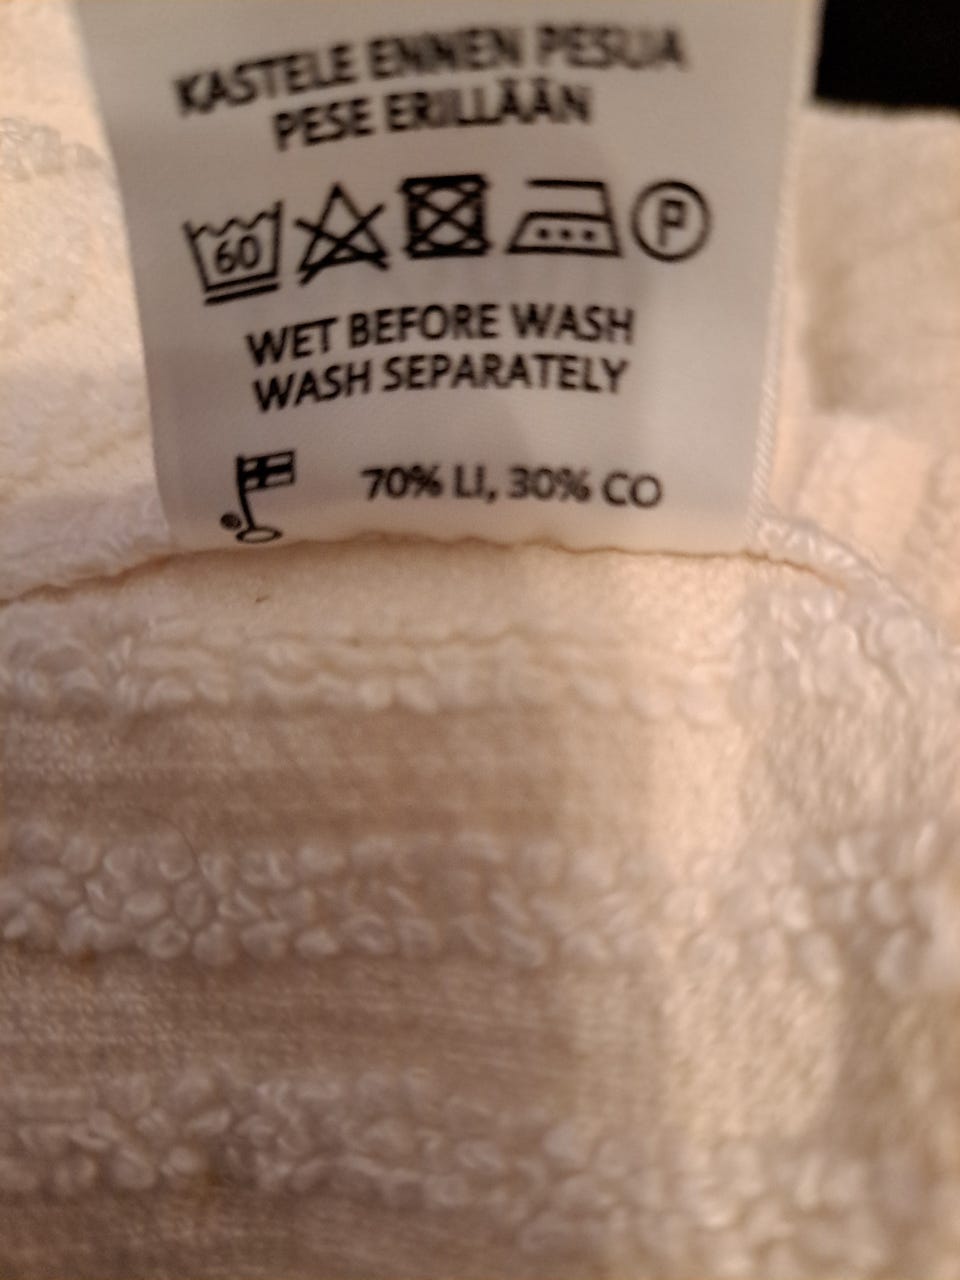 KASTELE ENNEN PESUA
PESE ERILLÄÄN
60 P
WET BEFORE WASH
WASH SEPARATELY
70% LI, 30% CO